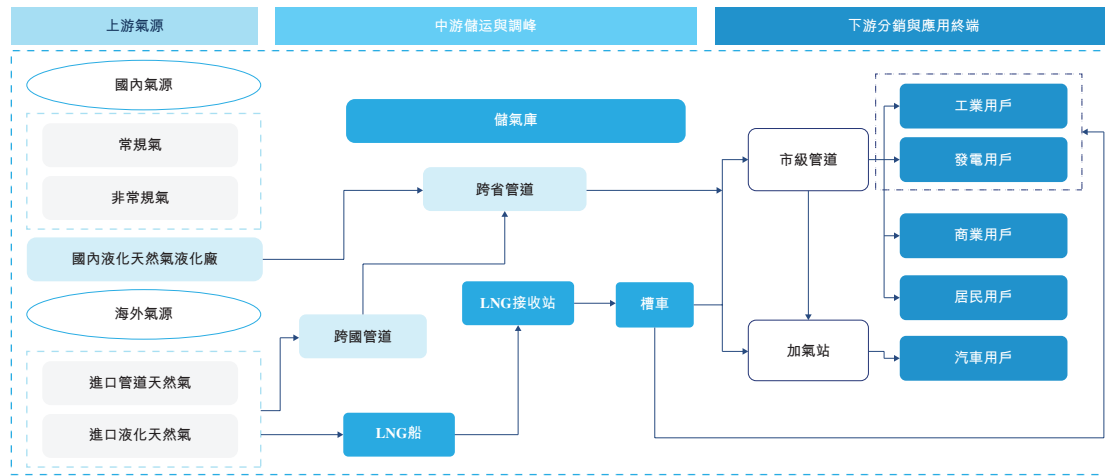 上游氣源
中游儲运與調峰
下游分銷與應用終端
國內氣源
常規氣
非常規氣
國內液化天然氣液化廠
海外氣源
進口管道天然氣
進口液化天然氣
儲氣庫
跨省管道
跨國管道
LNG接收站
槽車
LNG船
市級管道
加氣站
工業用戶
發電用戶
商業用戶
居民用戶
汽車用戶